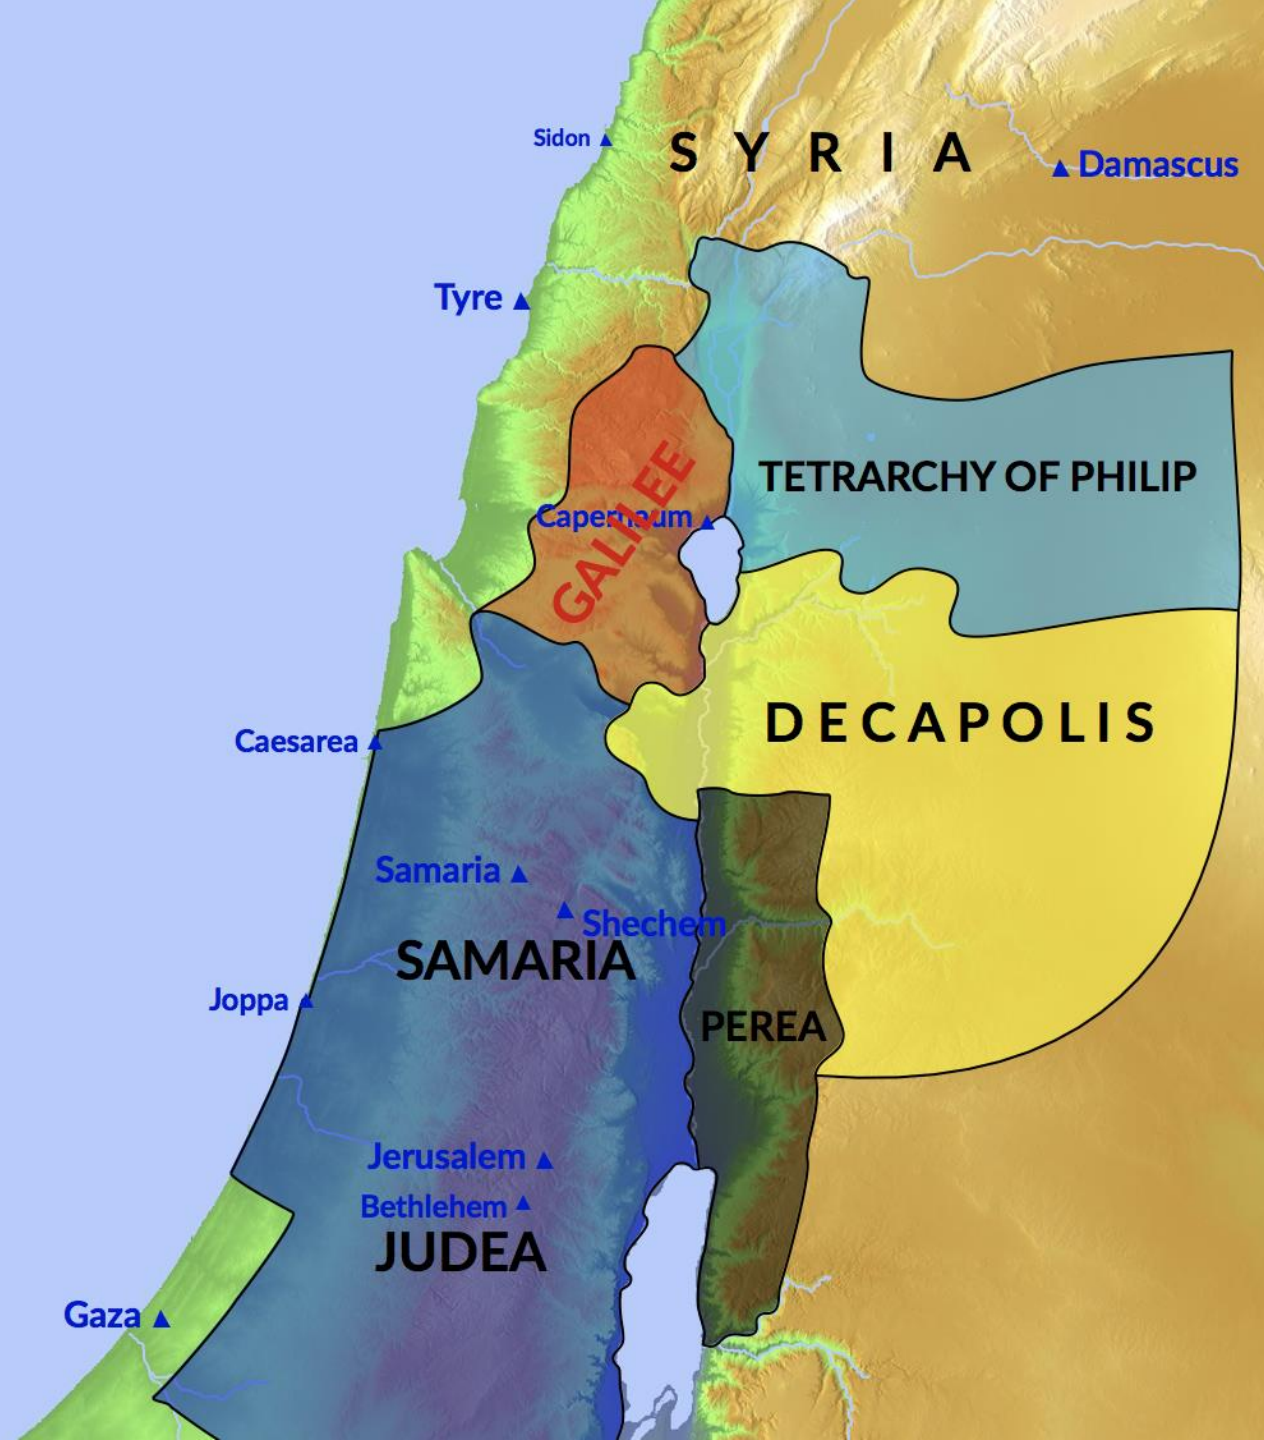 Sidon
SYRIA
Damascus
Tyre
TETRARCHY OF PHILIP
Capernaum
GALILEE
DECAPOLIS
Caesarea
Samaria
Shechem
SAMARIA
Joppa
PEREA
Jerusalem
Bethlehem
JUDEA
Gaza